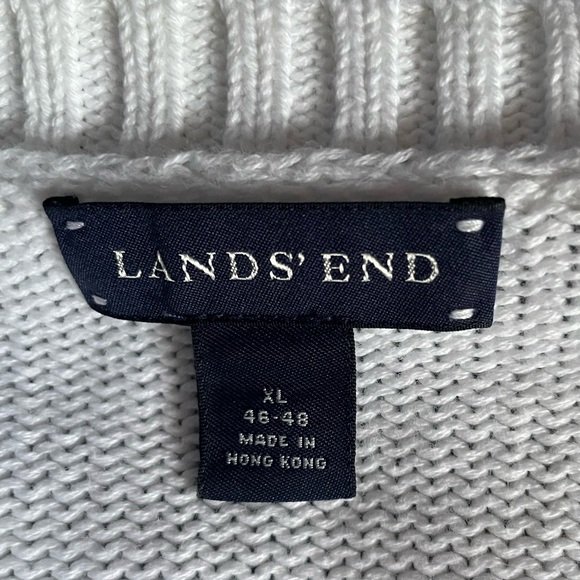 LANDS' END
XL
46-48
MADE IN
HONG KONG